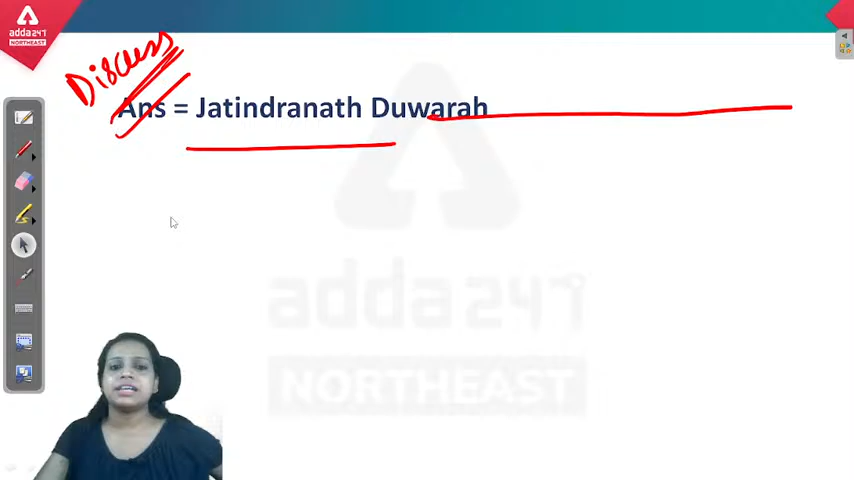 adda247
NORTHEAST
Discuss
Ans = Jatindranath Duwarah
adda247
NORTHEAST